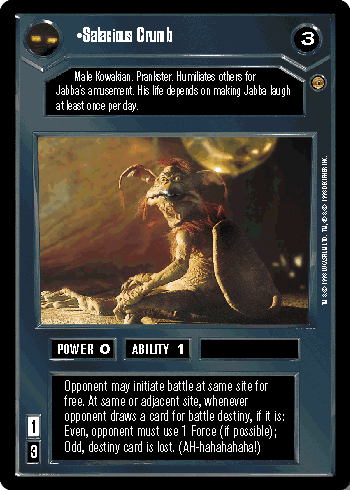 •Salacious Crumb
3
Male Kowakian. Prankster. Humiliates others for
Jabba's amusement. His life depends on making Jabba laugh
at least once per day.
POWER 0 ABILITY 1
Opponent may initiate battle at same site for
free. At same or adjacent site, whenever
opponent draws a card for battle destiny, if it is:
Even, opponent must use 1 Force (if possible);
Odd, destiny card is lost. (AH-hahahahaha!)
1
3